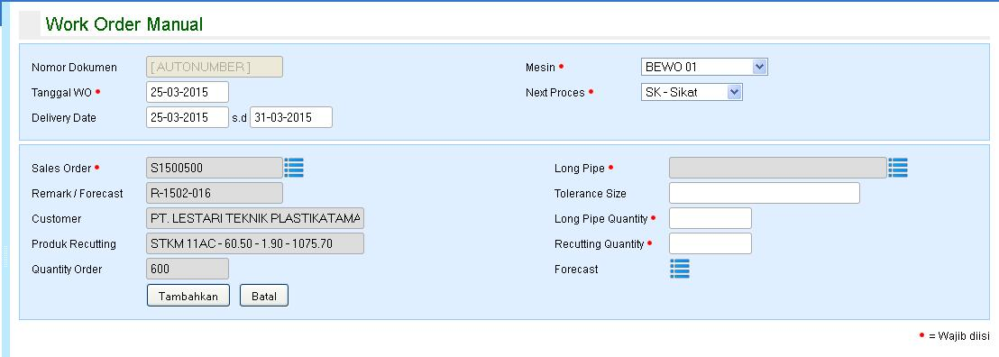 Work Order Manual
Nomor Dokumen [ AUTONUMBER ] Mesin • BEWO 01
Tanggal WO • 25-03-2015 Next Proces • SK - Sikat
Delivery Date 25-03-2015 s.d 31-03-2015
Sales Order • S1500500 Long Pipe •
Remark / Forecast R-1502-016 Tolerance Size
Customer PT. LESTARI TEKNIK PLASTIKATAMA Long Pipe Quantity •
Produk Recutting STKM 11AC - 60.50 - 1.90 - 1075.70 Recutting Quantity •
Quantity Order 600 Forecast
Tambahkan Batal
• = Wajib diisi